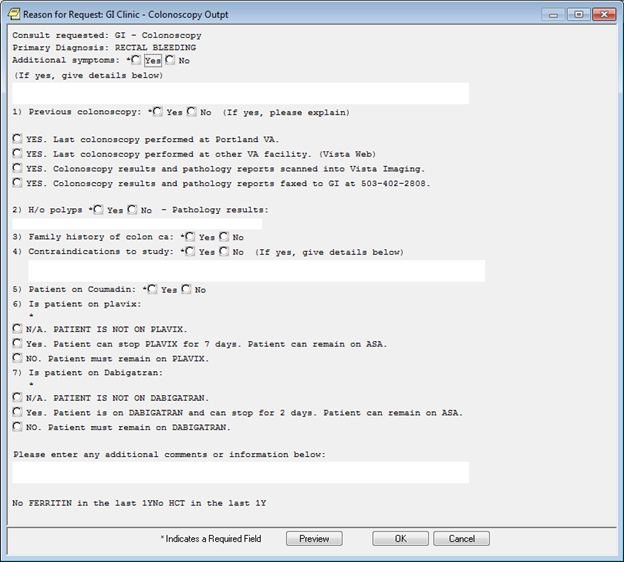 Reason for Request: GI Clinic - Colonoscopy Outpt
Consult requested: GI - Colonoscopy
Primary Diagnosis: RECTAL BLEEDING
Additional symptoms: * Yes No
(If yes, give details below)
1) Previous colonoscopy: * Yes No (If yes, please explain)
YES. Last colonoscopy performed at Portland VA.
YES. Last colonoscopy performed at other VA facility. (Vista Web)
YES. Colonoscopy results and pathology reports scanned into Vista Imaging.
YES. Colonoscopy results and pathology reports faxed to GI at 503-402-2808.
2) H/o polyps * Yes No - Pathology results:
3) Family history of colon ca: * Yes No
4) Contraindications to study: * Yes No (If yes, give details below)
5) Patient on Coumadin: * Yes No
6) Is patient on plavix:
*
N/A. PATIENT IS NOT ON PLAVIX.
Yes. Patient can stop PLAVIX for 7 days. Patient can remain on ASA.
NO. Patient must remain on PLAVIX.
7) Is patient on Dabigatran:
*
N/A. PATIENT IS NOT ON DABIGATRAN.
Yes. Patient is on DABIGATRAN and can stop for 2 days. Patient can remain on ASA.
NO. Patient must remain on DABIGATRAN.
Please enter any additional comments or information below:
No FERRITIN in the last 1YNo HCT in the last 1Y
* Indicates a Required Field Preview OK Cancel